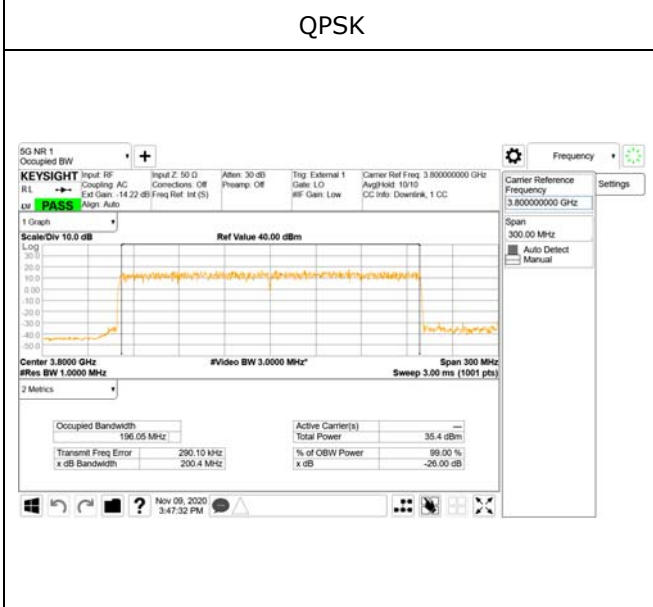 QPSK
5G NR 1
Occupied BW
Frequency
KEYSIGHT
Input: RF
Coupling: AC
Ext Gain: -14.22 dB
Align: Auto
RL
PASS
Input Z: 50 Ω
Corrections: Off
Freq Ref: Int (S)
Atten: 30 dB
Preamp: Off
Trig: External 1
Gate: LO
#IF Gain: Low
Carrier Ref Freq: 3.800000000 GHz
Avg|Hold: 10/10
CC Info: Downlink, 1 CC
Carrier Reference
Frequency
3.800000000 GHz
Settings
Span
300.00 MHz
Auto Detect
Manual
1 Graph
Scale/Div 10.0 dB
Ref Value 40.00 dBm
Log
30.0
20.0
10.0
0.00
-10.0
-20.0
-30.0
-40.0
-50.0
Center 3.8000 GHz
#Video BW 3.0000 MHz*
Span 300 MHz
#Res BW 1.0000 MHz
Sweep 3.00 ms (1001 pts)
2 Metrics
Occupied Bandwidth
196.05 MHz
Transmit Freq Error 290.10 kHz
x dB Bandwidth 200.4 MHz
Active Carrier(s) —
Total Power 35.4 dBm
% of OBW Power 99.00 %
x dB -26.00 dB
?
Nov 09, 2020
3:47:32 PM